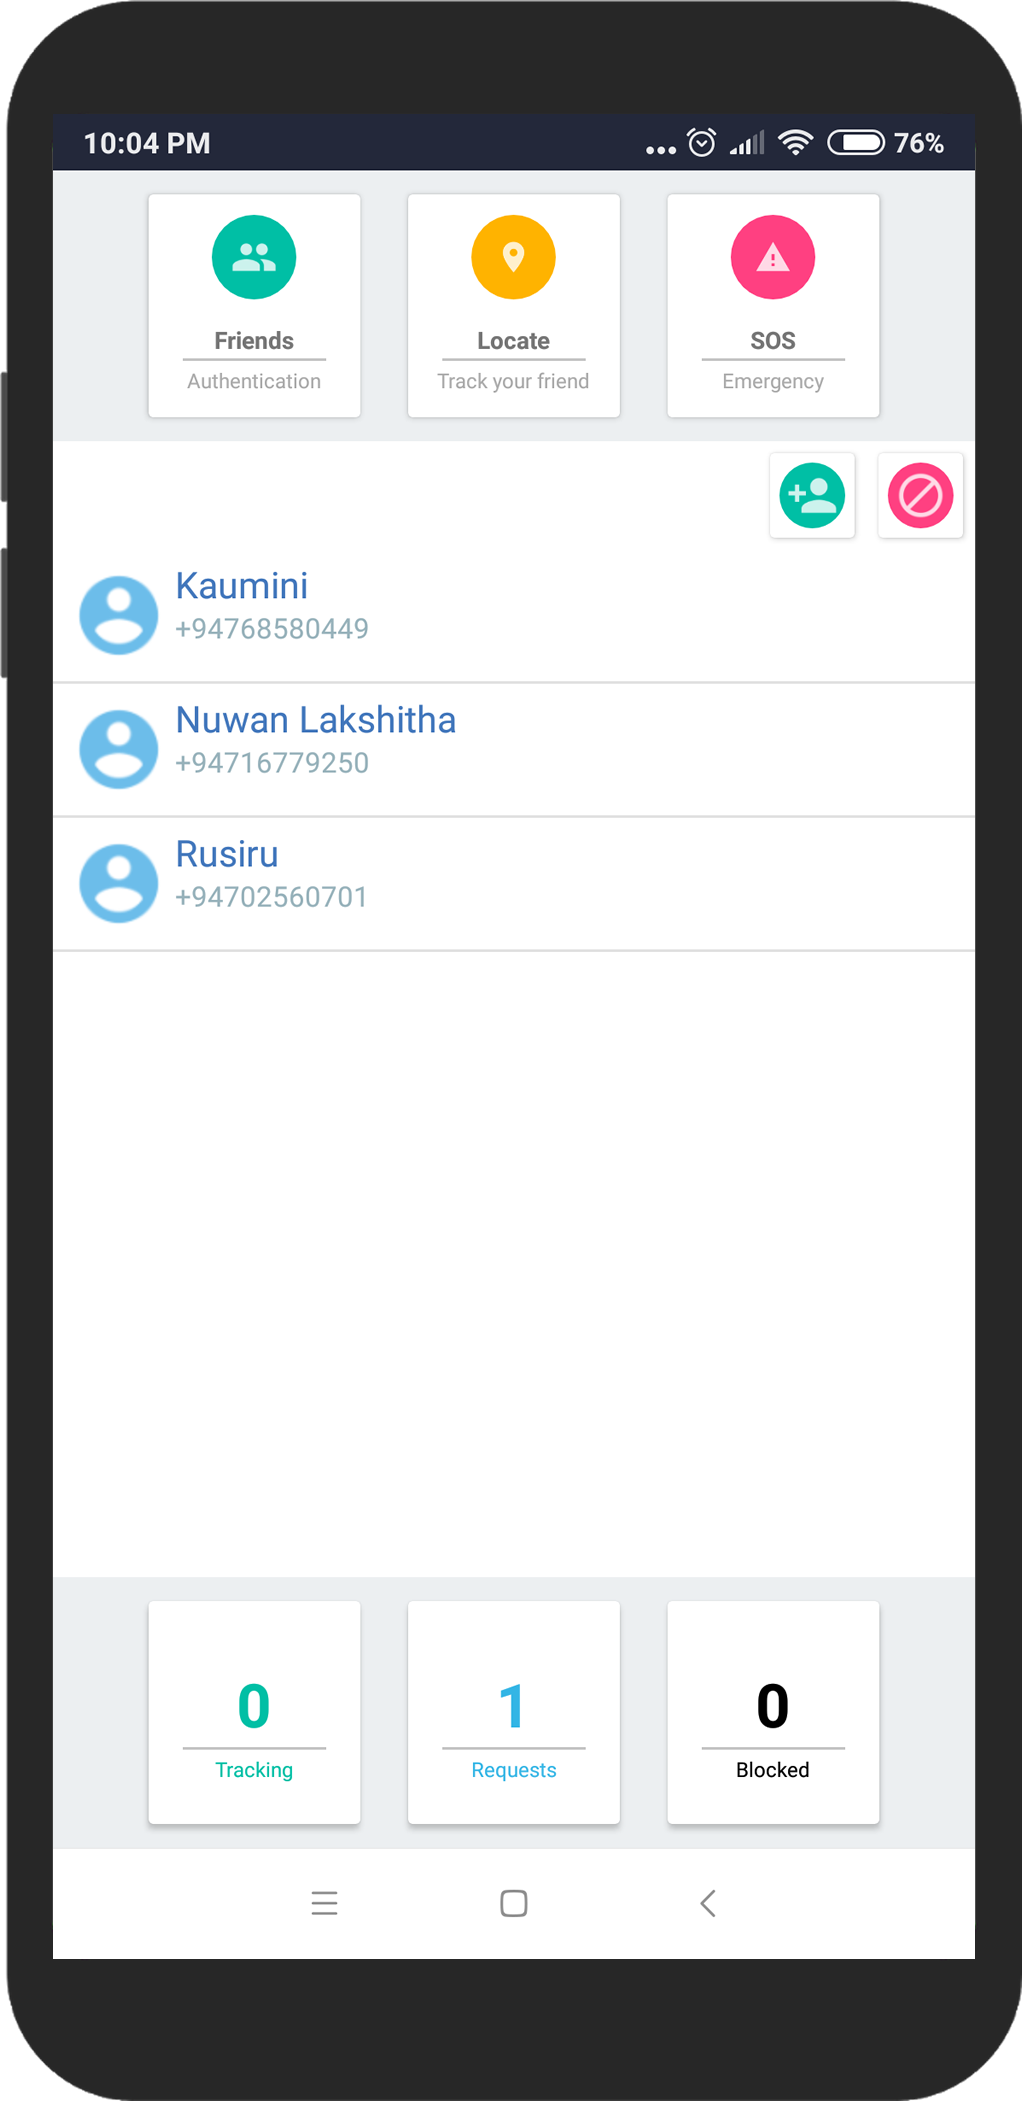 10:04 PM 76%
Friends Locate SOS
Authentication Track your friend Emergency
Kaumini
+94768580449
Nuwan Lakshitha
+94716779250
Rusiru
+94702560701
0 1 0
Tracking Requests Blocked